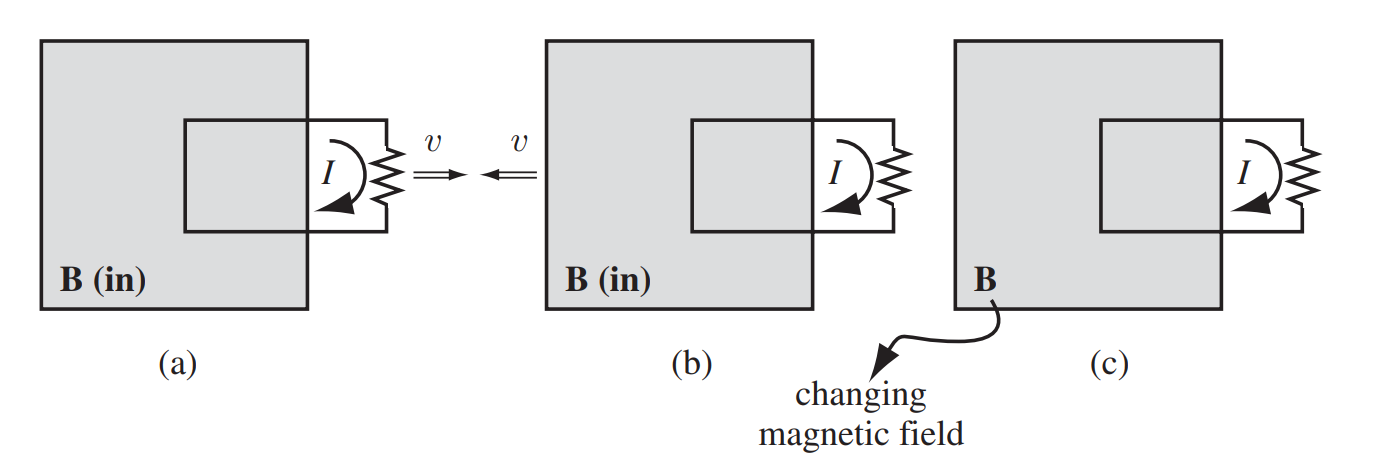 v
v
I
I
I
B (in)
B (in)
B
(a)
(b)
(c)
changing
magnetic field